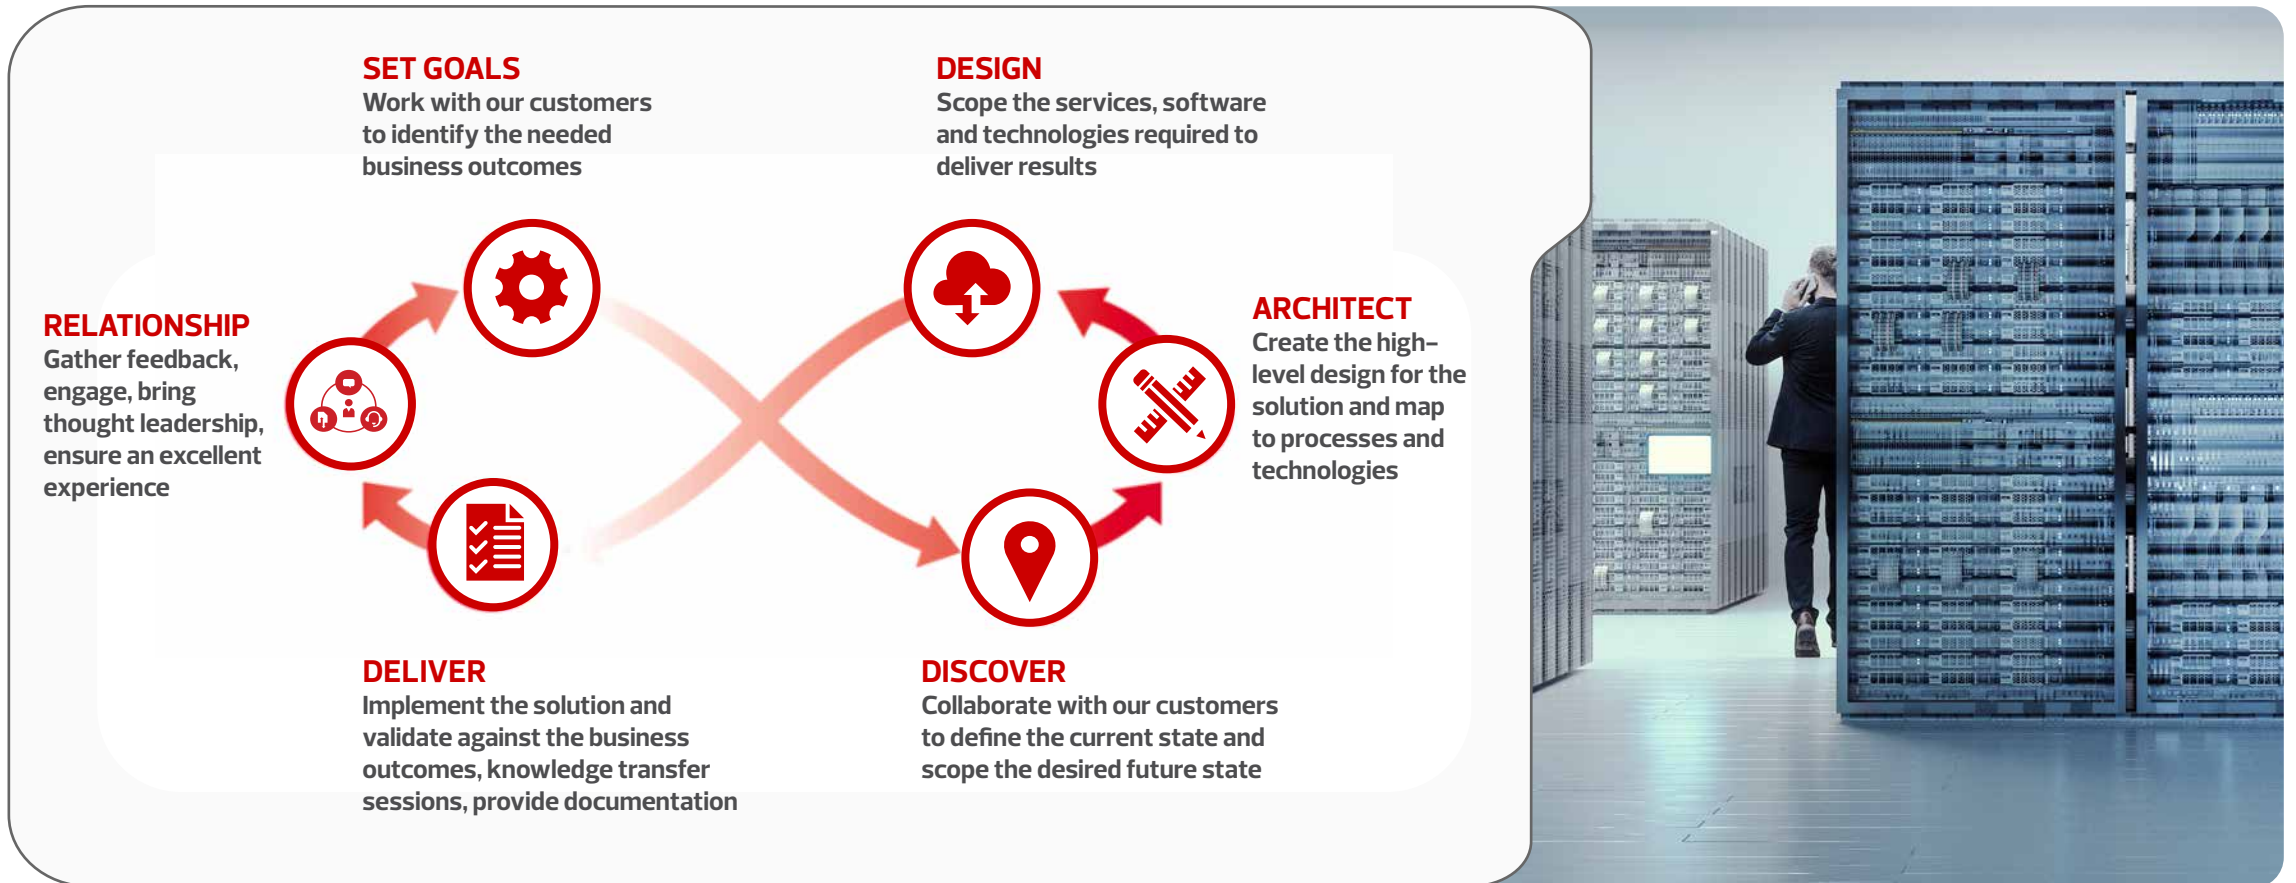 SET GOALS
Work with our customers
to identify the needed
business outcomes
DESIGN
Scope the services, software
and technologies required to
deliver results
RELATIONSHIP
Gather feedback,
engage, bring
thought leadership,
ensure an excellent
experience
ARCHITECT
Create the high-
level design for the
solution and map
to processes and
technologies
DELIVER
Implement the solution and
validate against the business
outcomes, knowledge transfer
sessions, provide documentation
DISCOVER
Collaborate with our customers
to define the current state and
scope the desired future state